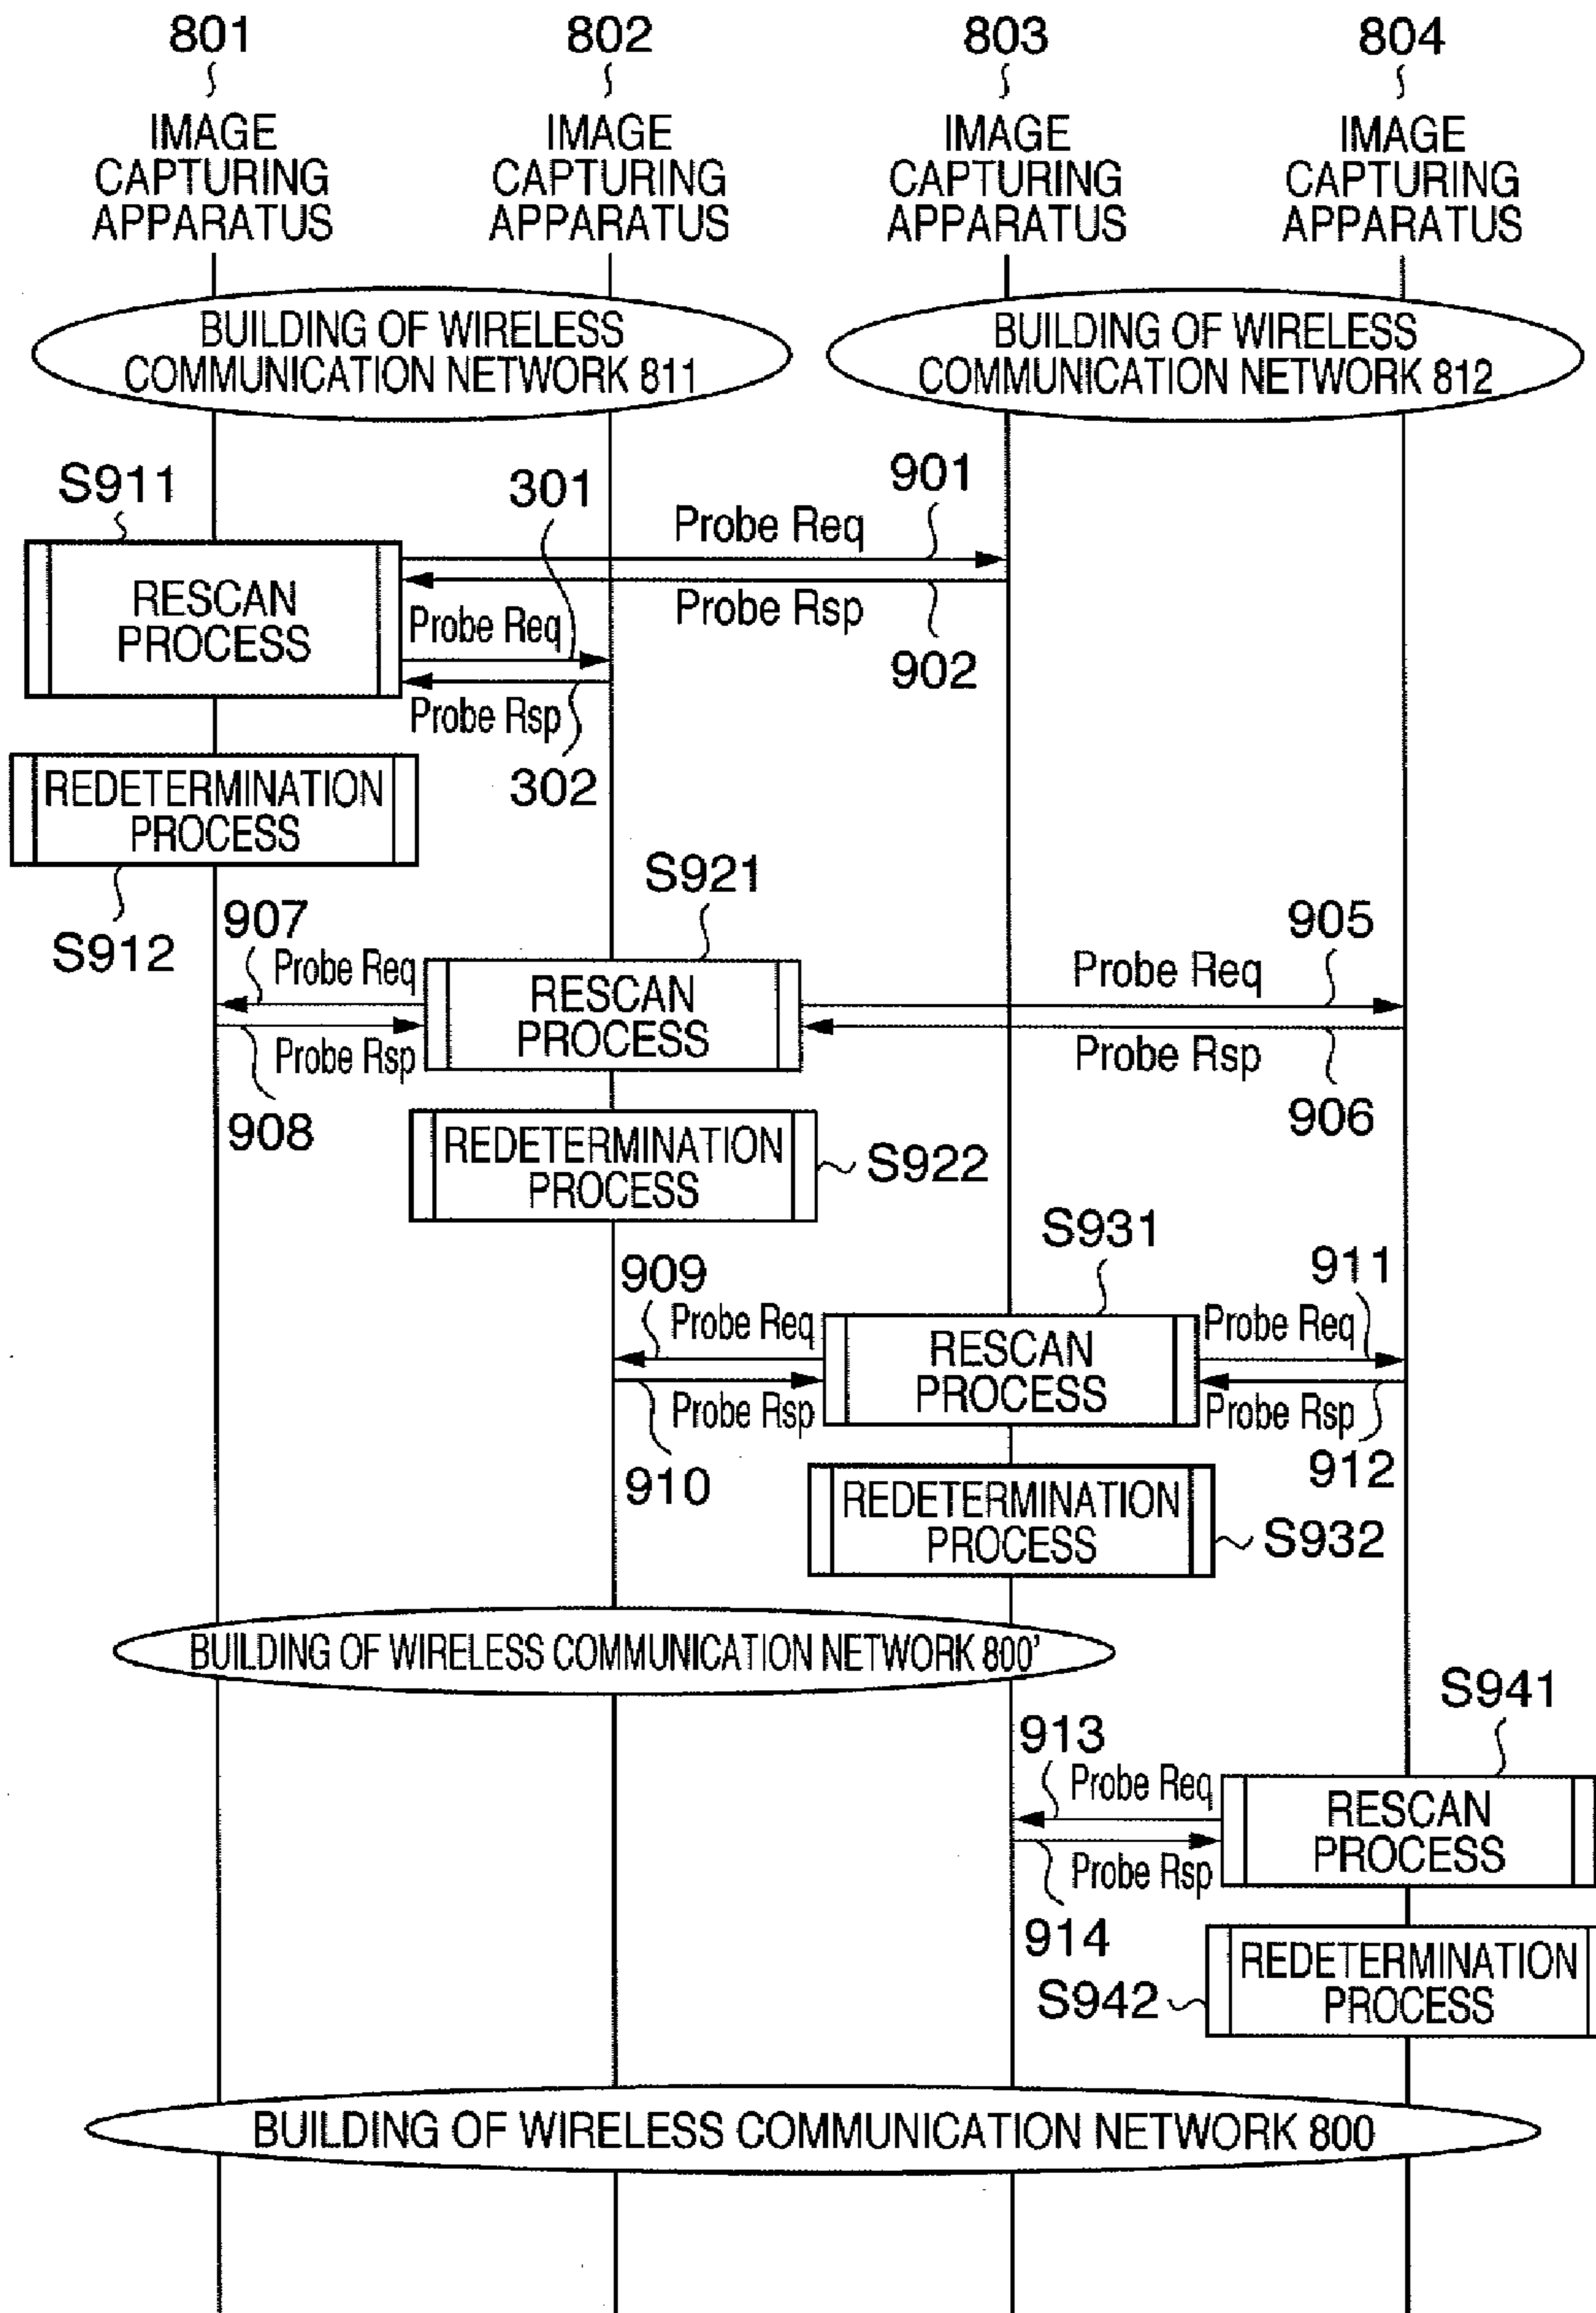 801
802
803
804
IMAGE
CAPTURING
APPARATUS
IMAGE
CAPTURING
APPARATUS
IMAGE
CAPTURING
APPARATUS
IMAGE
CAPTURING
APPARATUS
BUILDING OF WIRELESS
COMMUNICATION NETWORK 811
BUILDING OF WIRELESS
COMMUNICATION NETWORK 812
S911
301
901
Probe Req
RESCAN
PROCESS
Probe Rsp
Probe Req
902
Probe Rsp
302
REDETERMINATION
PROCESS
S912
S921
907
905
Probe Req
RESCAN
PROCESS
Probe Req
Probe Rsp
Probe Rsp
908
906
REDETERMINATION
PROCESS
S922
S931
909
911
Probe Req
RESCAN
PROCESS
Probe Req
Probe Rsp
Probe Rsp
910
912
REDETERMINATION
PROCESS
S932
BUILDING OF WIRELESS COMMUNICATION NETWORK 800'
S941
913
Probe Req
RESCAN
PROCESS
Probe Rsp
914
REDETERMINATION
PROCESS
S942
BUILDING OF WIRELESS COMMUNICATION NETWORK 800